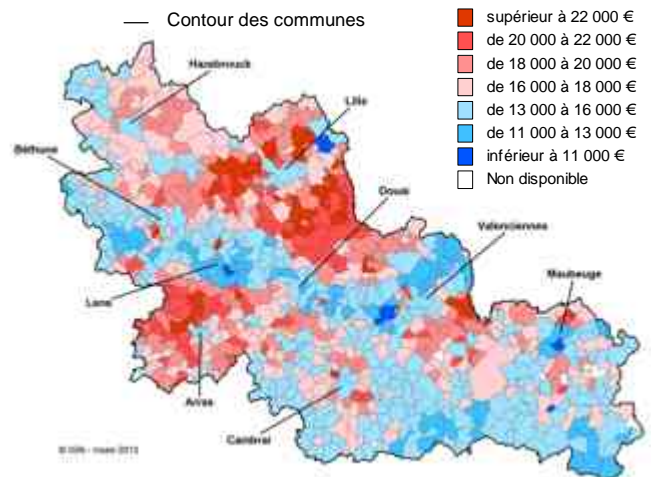 Contour des communes
supérieur à 22 000 €
de 20 000 à 22 000 €
de 18 000 à 20 000 €
de 16 000 à 18 000 €
de 13 000 à 16 000 €
de 11 000 à 13 000 €
inférieur à 11 000 €
Non disponible
Hazebrouck
Lille
Béthune
Douai
Valenciennes
Maubeuge
Lens
Arras
Cambrai